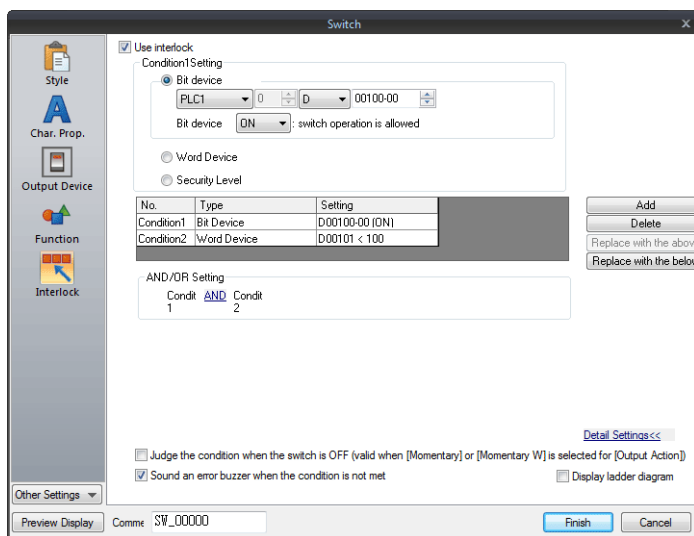 Switch
x
Style
Char. Prop.
Output Device
Function
Interlock
Use interlock
Condition1Setting
Bit device
PLC1 0 D 00100-00
Bit device ON : switch operation is allowed
Word Device
Security Level
No. Type Setting
Condition1 Bit Device D00100-00 (ON)
Condition2 Word Device D00101 < 100
Add
Delete
Replace with the abov
Replace with the belov
AND/OR Setting
Condit AND Condit
1 2
Detail Settings<<
Judge the condition when the switch is OFF (valid when [Momentary] or [Momentary W] is selected for [Output Action])
Sound an error buzzer when the condition is not met
Display ladder diagram
Other Settings
Preview Display Comme SW_00000 Finish Cancel